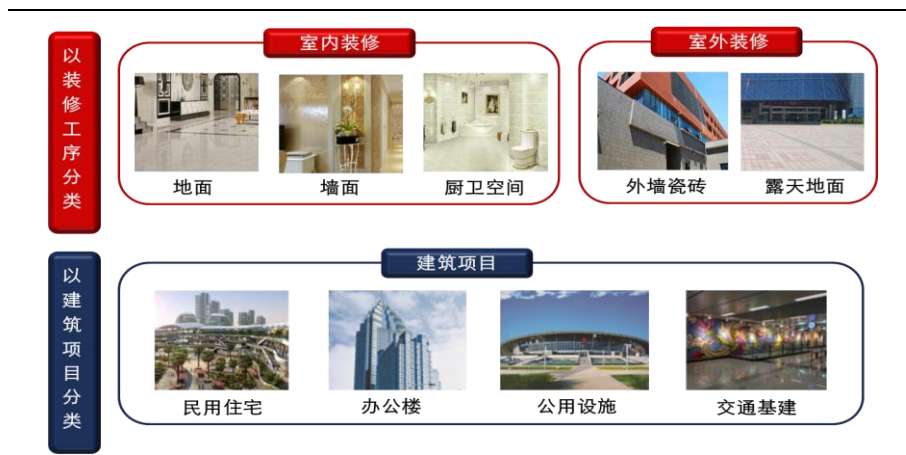 以装修工序分类
室内装修
室外装修
地面
墙面
厨卫空间
外墙瓷砖
露天地面
以建筑项目分类
建筑项目
民用住宅
办公楼
公用设施
交通基建